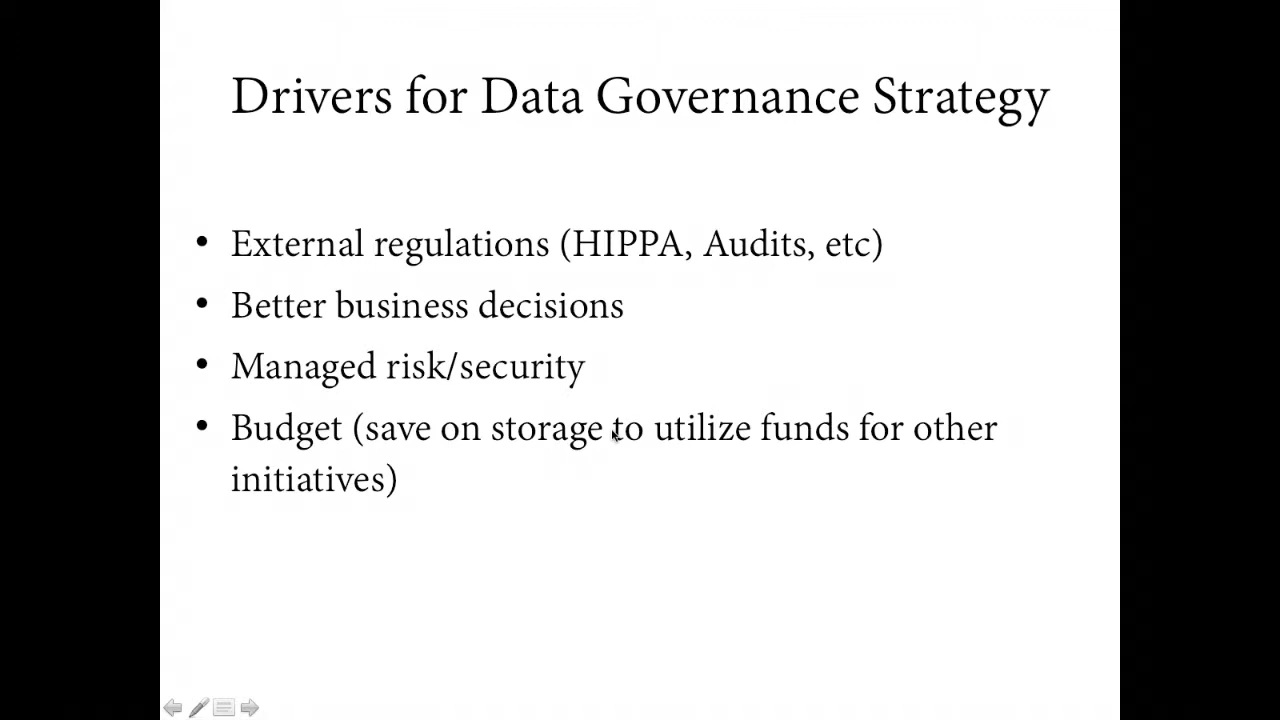 Drivers for Data Governance Strategy
• External regulations (HIPPA, Audits, etc)
• Better business decisions
• Managed risk/security
• Budget (save on storage to utilize funds for other
initiatives)